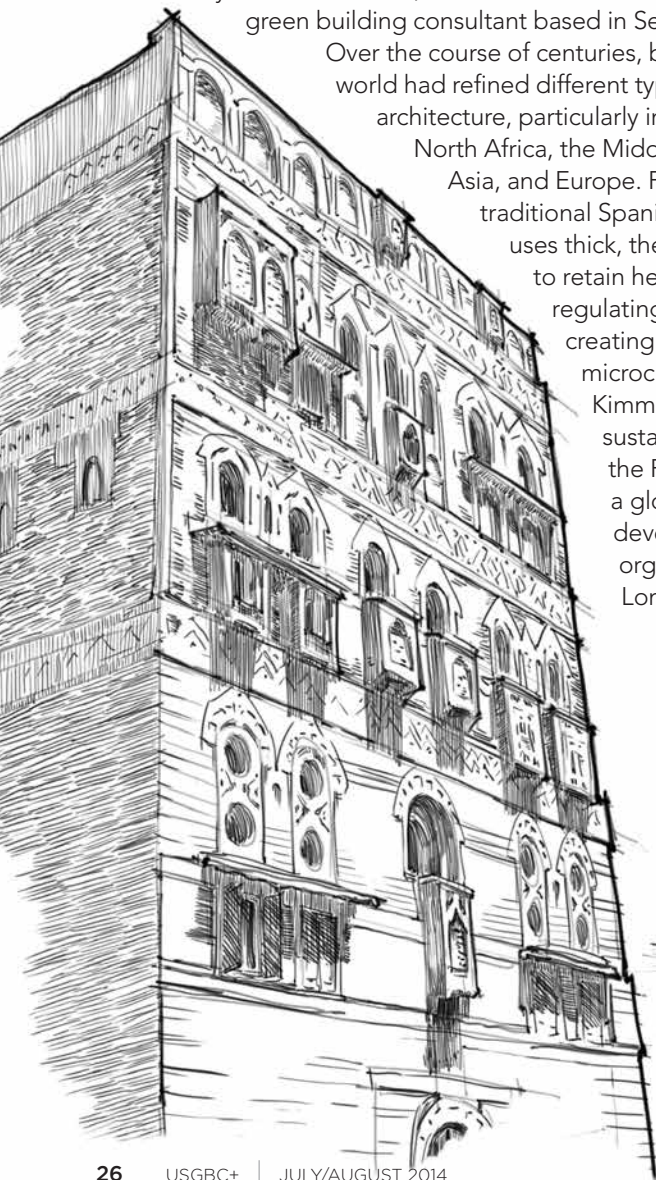 green building consultant based in Se
Over the course of centuries, b
world had refined different typ
architecture, particularly in
North Africa, the Midd
Asia, and Europe. F
traditional Spani
uses thick, the
to retain he
regulating
creating
microc
Kimm
susta
the F
a glo
deve
org
Lon
26 USGBC+ | JULY/AUGUST 2014